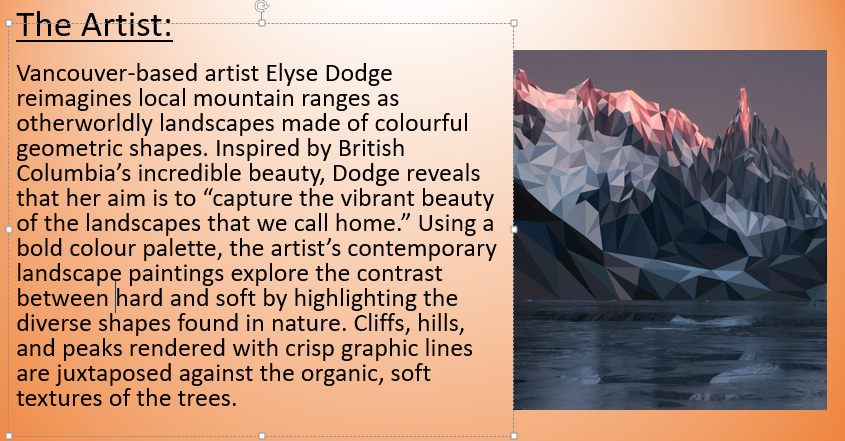 The Artist:
Vancouver-based artist Elyse Dodge
reimagines local mountain ranges as
otherworldly landscapes made of colourful
geometric shapes. Inspired by British
Columbia’s incredible beauty, Dodge reveals
that her aim is to “capture the vibrant beauty
of the landscapes that we call home.” Using a
bold colour palette, the artist’s contemporary
landscape paintings explore the contrast
between hard and soft by highlighting the
diverse shapes found in nature. Cliffs, hills,
and peaks rendered with crisp graphic lines
are juxtaposed against the organic, soft
textures of the trees.